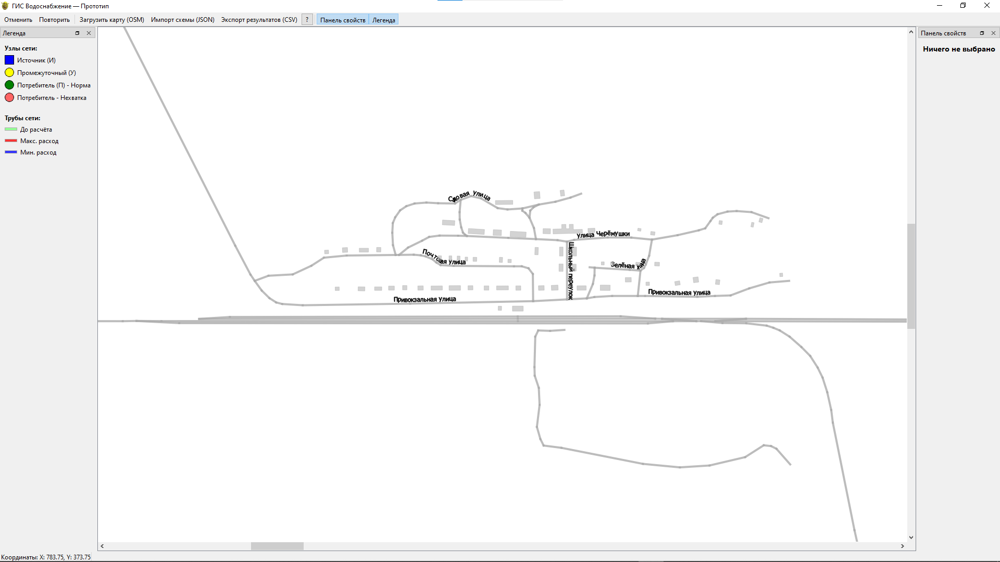 ГИС Водоснабжение — Прототип
Отменить Повторить Загрузить карту (OSM) Импорт схемы (JSON) Экспорт результатов (CSV) ? Панель свойств Легенда
Легенда
Узлы сети:
Источник (И)
Промежуточный (У)
Потребитель (П) - Норма
Потребитель - Нехватка
Трубы сети:
До расчёта
Макс. расход
Мин. расход
Садовая улица
Улица Черёмушки
Почтовая улица
Школьный переулок
Зелёная улица
Привокзальная улица
Привокзальная улица
Панель свойств
Ничего не выбрано
Координаты: X: 783.75, Y: 373.75